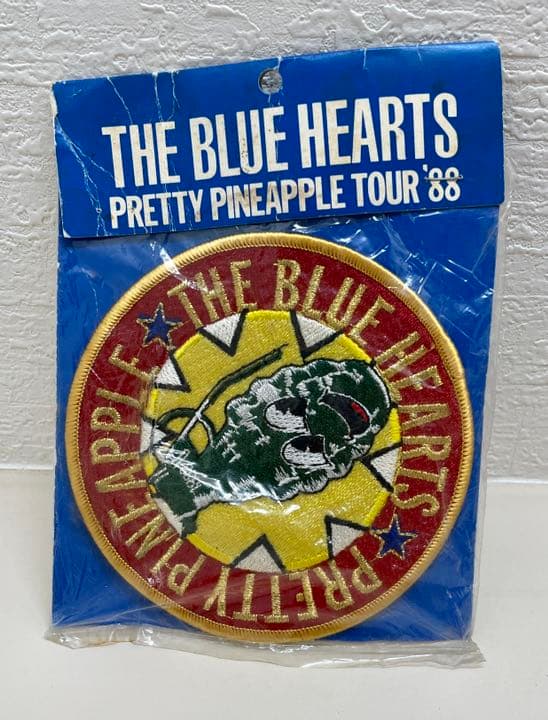 THE BLUE HEARTS
PRETTY PINEAPPLE TOUR '88
THE BLUE HEARTS
PRETTY PINEAPPLE